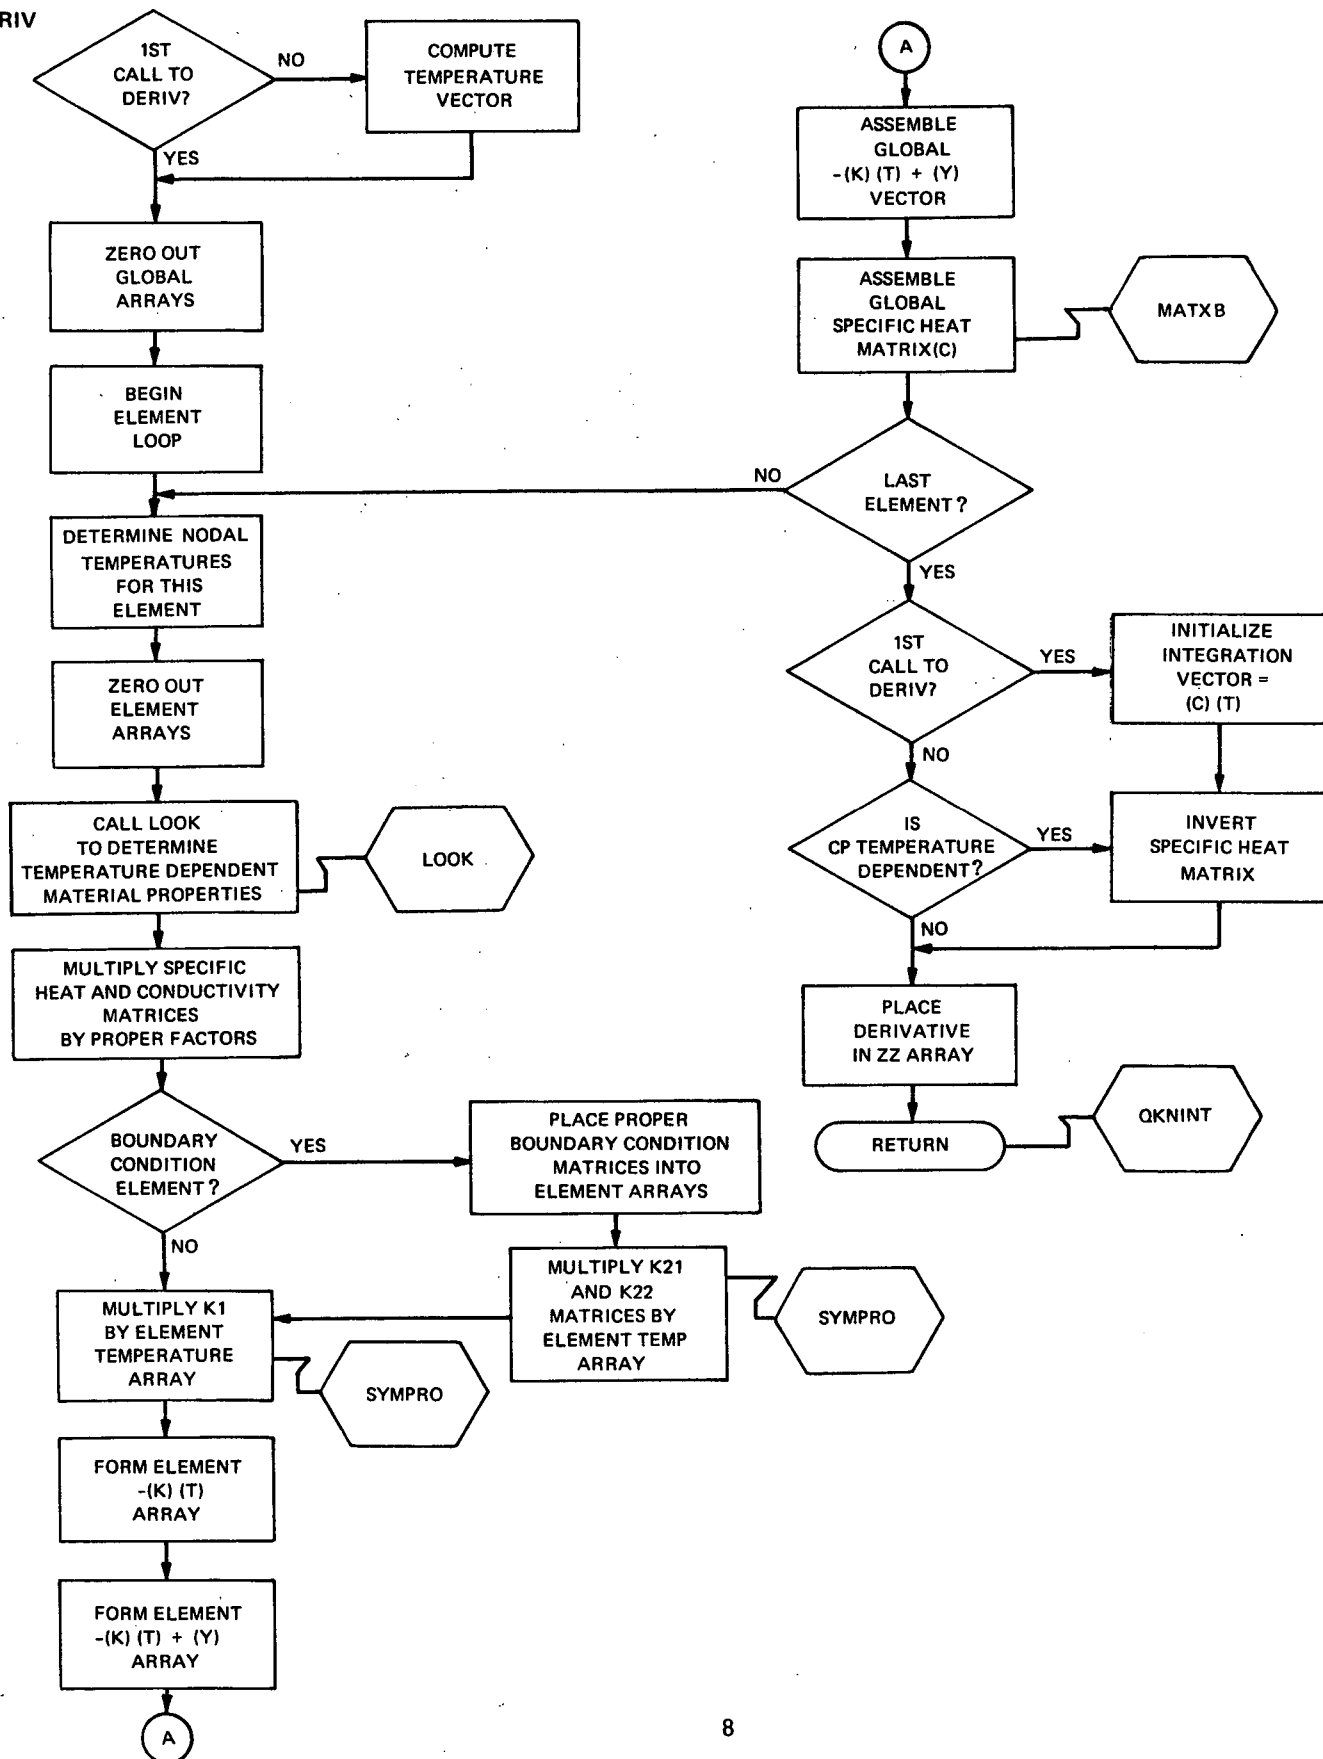 RIV
1ST
CALL TO
DERIV?
NO
YES
COMPUTE
TEMPERATURE
VECTOR
ZERO OUT
GLOBAL
ARRAYS
BEGIN
ELEMENT
LOOP
DETERMINE NODAL
TEMPERATURES
FOR THIS
ELEMENT
ZERO OUT
ELEMENT
ARRAYS
CALL LOOK
TO DETERMINE
TEMPERATURE DEPENDENT
MATERIAL PROPERTIES
LOOK
MULTIPLY SPECIFIC
HEAT AND CONDUCTIVITY
MATRICES
BY PROPER FACTORS
BOUNDARY
CONDITION
ELEMENT?
YES
NO
PLACE PROPER
BOUNDARY CONDITION
MATRICES INTO
ELEMENT ARRAYS
MULTIPLY K21
AND K22
MATRICES BY
ELEMENT TEMP
ARRAY
SYMPRO
MULTIPLY K1
BY ELEMENT
TEMPERATURE
ARRAY
SYMPRO
FORM ELEMENT
-(K) (T)
ARRAY
FORM ELEMENT
-(K) (T) + (Y)
ARRAY
A
A
ASSEMBLE
GLOBAL
-(K) (T) + (Y)
VECTOR
ASSEMBLE
GLOBAL
SPECIFIC HEAT
MATRIX(C)
MATXB
LAST
ELEMENT?
NO
YES
1ST
CALL TO
DERIV?
YES
NO
INITIALIZE
INTEGRATION
VECTOR =
(C) (T)
IS
CP TEMPERATURE
DEPENDENT?
YES
NO
INVERT
SPECIFIC HEAT
MATRIX
PLACE
DERIVATIVE
IN ZZ ARRAY
RETURN
QKNINT
8